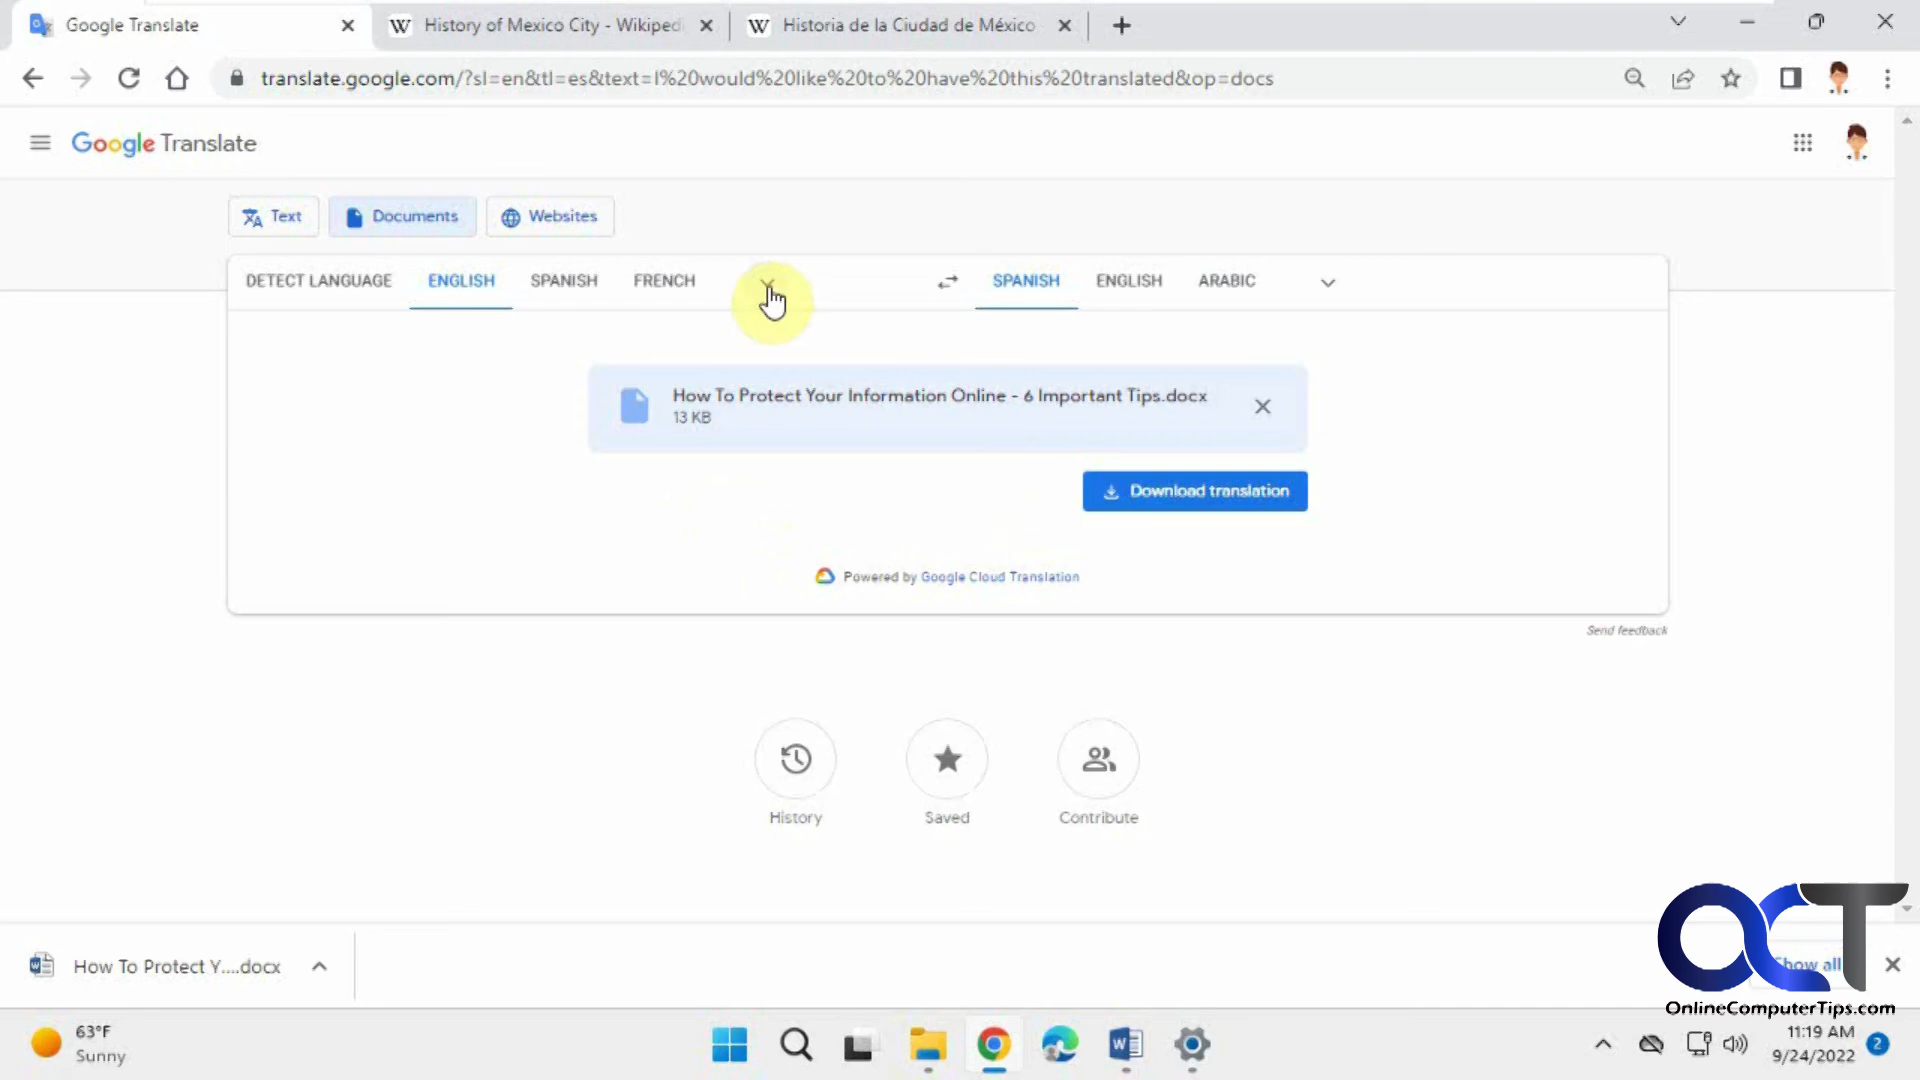 Google Translate
History of Mexico City - Wikiped
Historia de la Ciudad de México
translate.google.com/?sl=en&tl=es&text=I%20would%20like%20to%20have%20this%20translated&op=docs
Google Translate
Text Documents Websites
DETECT LANGUAGE ENGLISH SPANISH FRENCH SPANISH ENGLISH ARABIC
How To Protect Your Information Online - 6 Important Tips.docx
13 KB
Download translation
Powered by Google Cloud Translation
Send feedback
History Saved Contribute
How To Protect Y....docx
Show all
OCT
OnlineComputerTips.com
63°F
Sunny
11:19 AM
9/24/2022
2